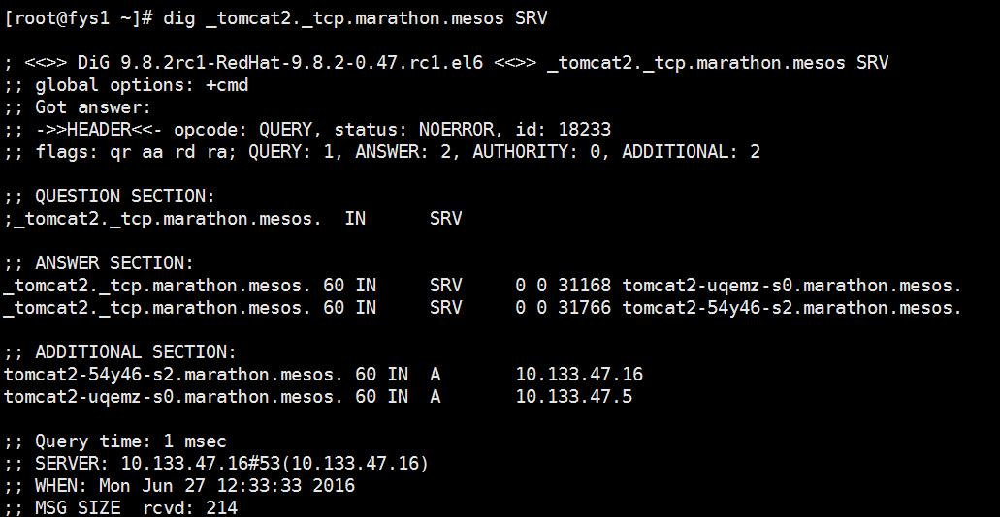 [root@fys1 ~]# dig _tomcat2._tcp.marathon.mesos SRV
; <<>> DiG 9.8.2rc1-RedHat-9.8.2-0.47.rc1.el6 <<>> _tomcat2._tcp.marathon.mesos SRV
;; global options: +cmd
;; Got answer:
;; ->>HEADER<<- opcode: QUERY, status: NOERROR, id: 18233
;; flags: qr aa rd ra; QUERY: 1, ANSWER: 2, AUTHORITY: 0, ADDITIONAL: 2
;; QUESTION SECTION:
;_tomcat2._tcp.marathon.mesos.  IN      SRV
;; ANSWER SECTION:
_tomcat2._tcp.marathon.mesos. 60 IN     SRV     0 0 31168 tomcat2-uqemz-s0.marathon.mesos.
_tomcat2._tcp.marathon.mesos. 60 IN     SRV     0 0 31766 tomcat2-54y46-s2.marathon.mesos.
;; ADDITIONAL SECTION:
tomcat2-54y46-s2.marathon.mesos. 60 IN  A       10.133.47.16
tomcat2-uqemz-s0.marathon.mesos. 60 IN  A       10.133.47.5
;; Query time: 1 msec
;; SERVER: 10.133.47.16#53(10.133.47.16)
;; WHEN: Mon Jun 27 12:33:33 2016
;; MSG SIZE  rcvd: 214